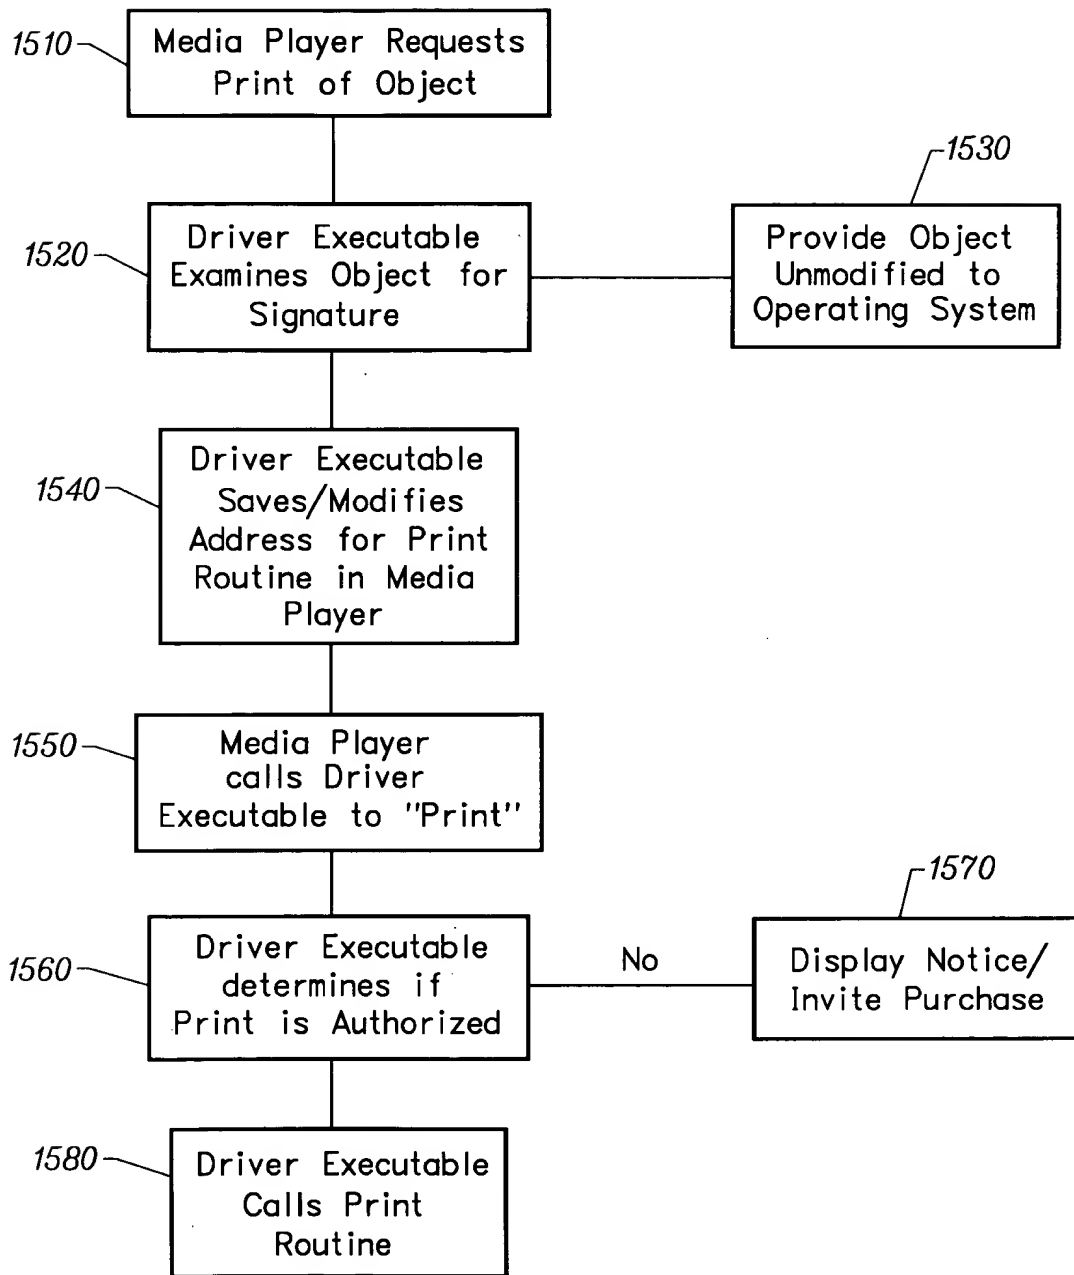 1510
Media Player Requests
Print of Object
1530
1520
Driver Executable
Examines Object for
Signature
Provide Object
Unmodified to
Operating System
1540
Driver Executable
Saves/Modifies
Address for Print
Routine in Media
Player
1550
Media Player
calls Driver
Executable to "Print"
1570
1560
Driver Executable
determines if
Print is Authorized
No
Display Notice/
Invite Purchase
1580
Driver Executable
Calls Print
Routine